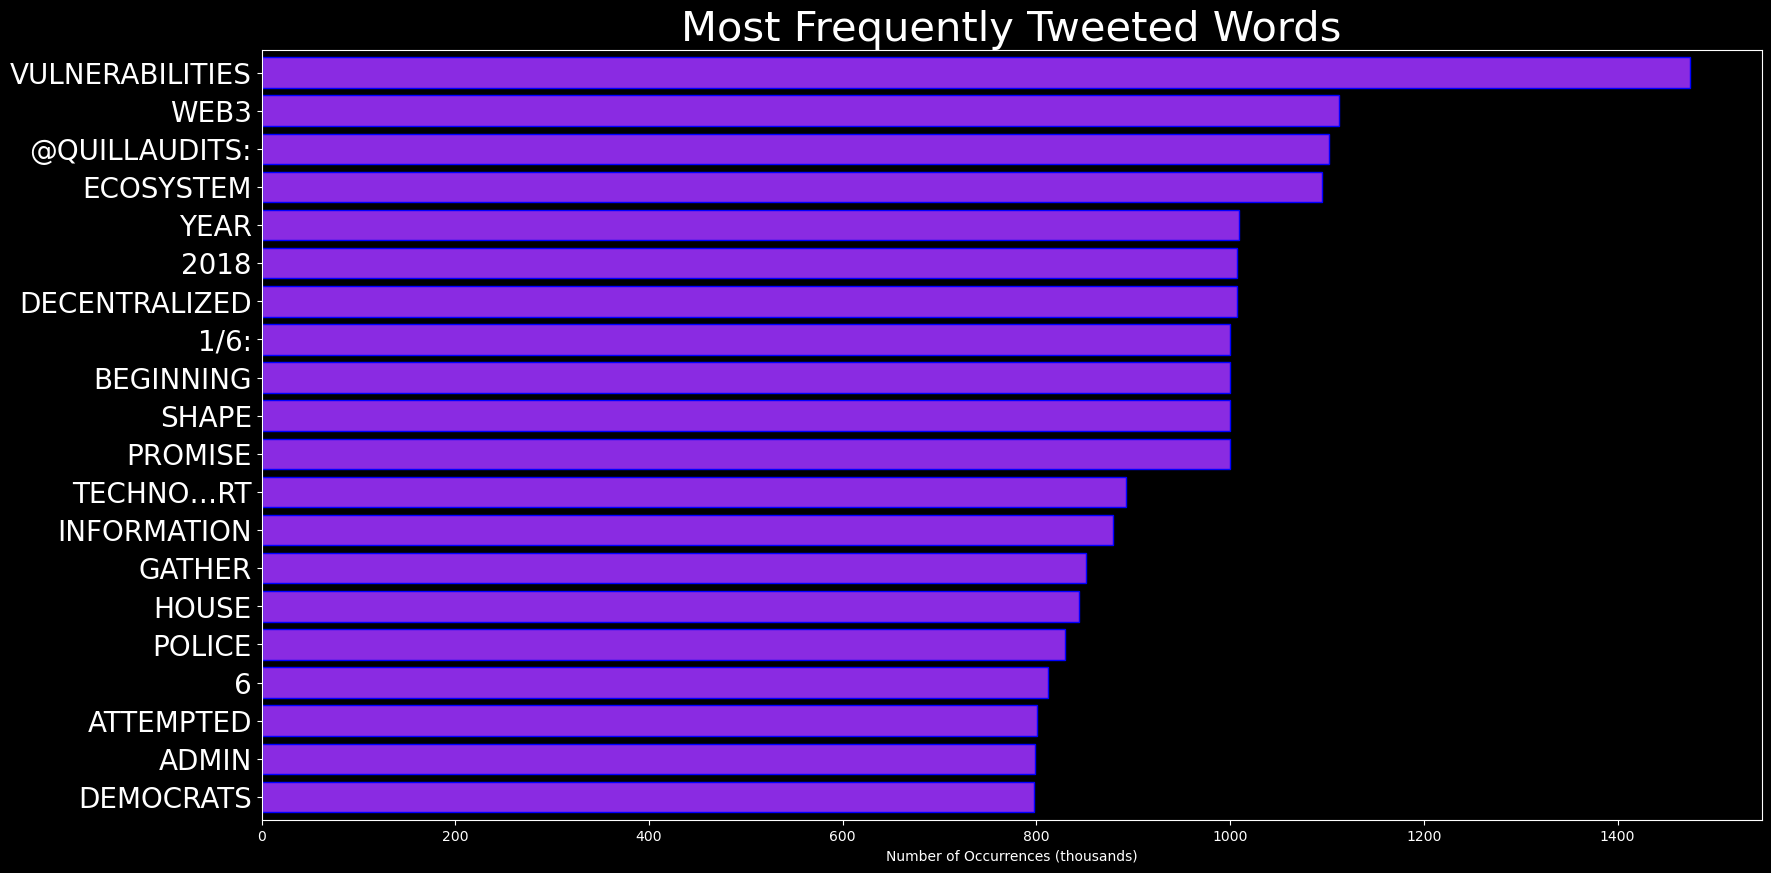 Most Frequently Tweeted Words
VULNERABILITIES
WEB3
@QUILLAUDITS:
ECOSYSTEM
YEAR
2018
DECENTRALIZED
1/6:
BEGINNING
SHAPE
PROMISE
TECHNO…RT
INFORMATION
GATHER
HOUSE
POLICE
6
ATTEMPTED
ADMIN
DEMOCRATS
0 200 400 600 800 1000 1200 1400
Number of Occurrences (thousands)